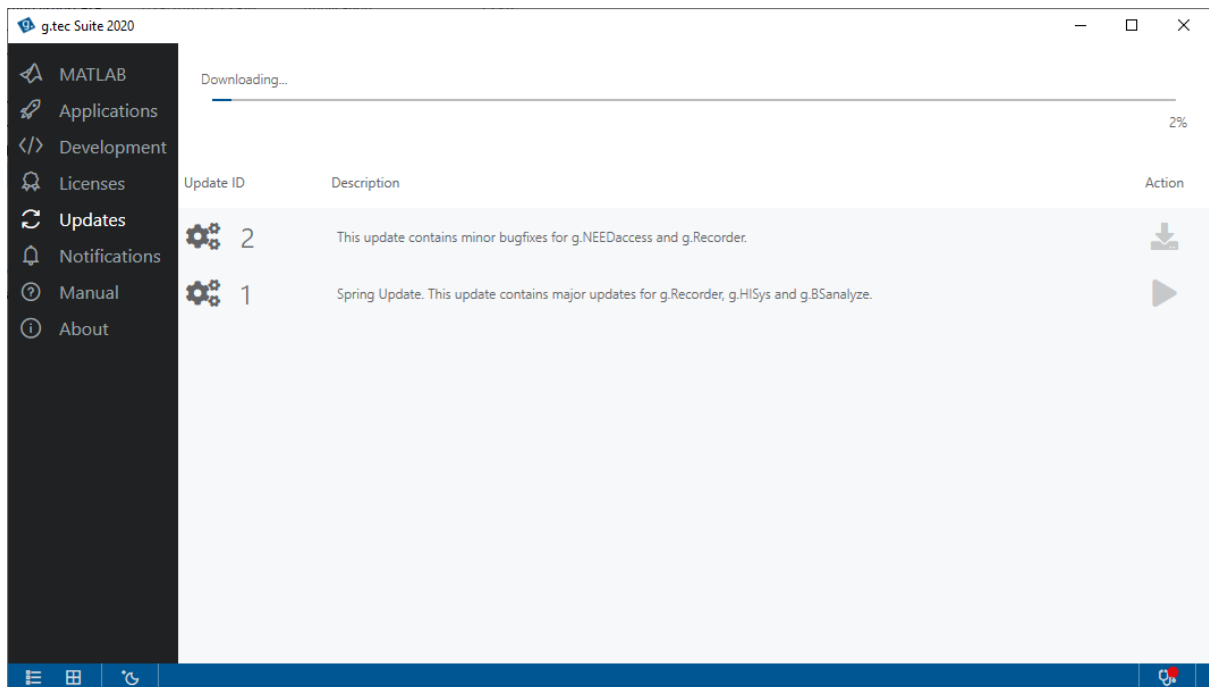 g.tec Suite 2020
MATLAB
Applications
Development
Licenses
Updates
Notifications
Manual
About
Downloading...
2%
Update ID Description Action
2 This update contains minor bugfixes for g.NEEDaccess and g.Recorder.
1 Spring Update. This update contains major updates for g.Recorder, g.HISys and g.BSanalyze.